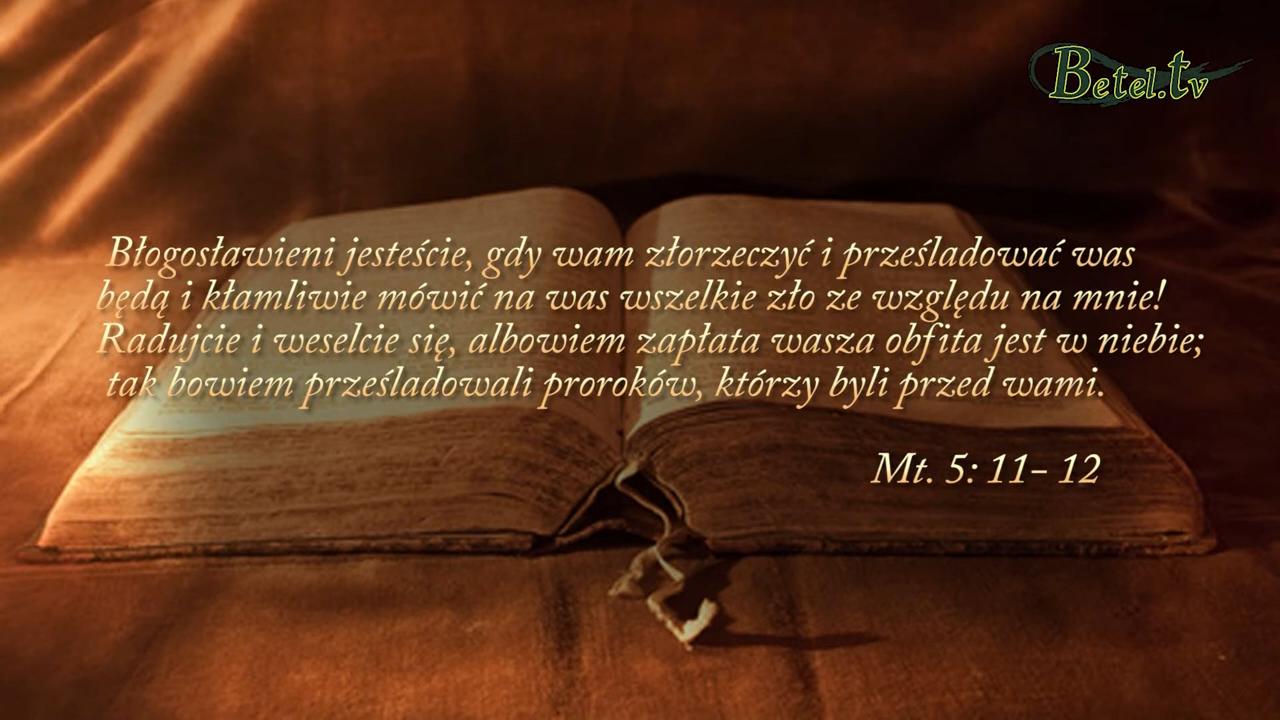 Betel.tv
Błogosławieni jesteście, gdy wam złorzeczyć i prześladować was
będą i kłamliwie mówić na was wszelkie zło ze względu na mnie!
Radujcie i weselcie się, albowiem zapłata wasza obfita jest w niebie;
tak bowiem prześladowali proroków, którzy byli przed wami.
Mt. 5: 11- 12